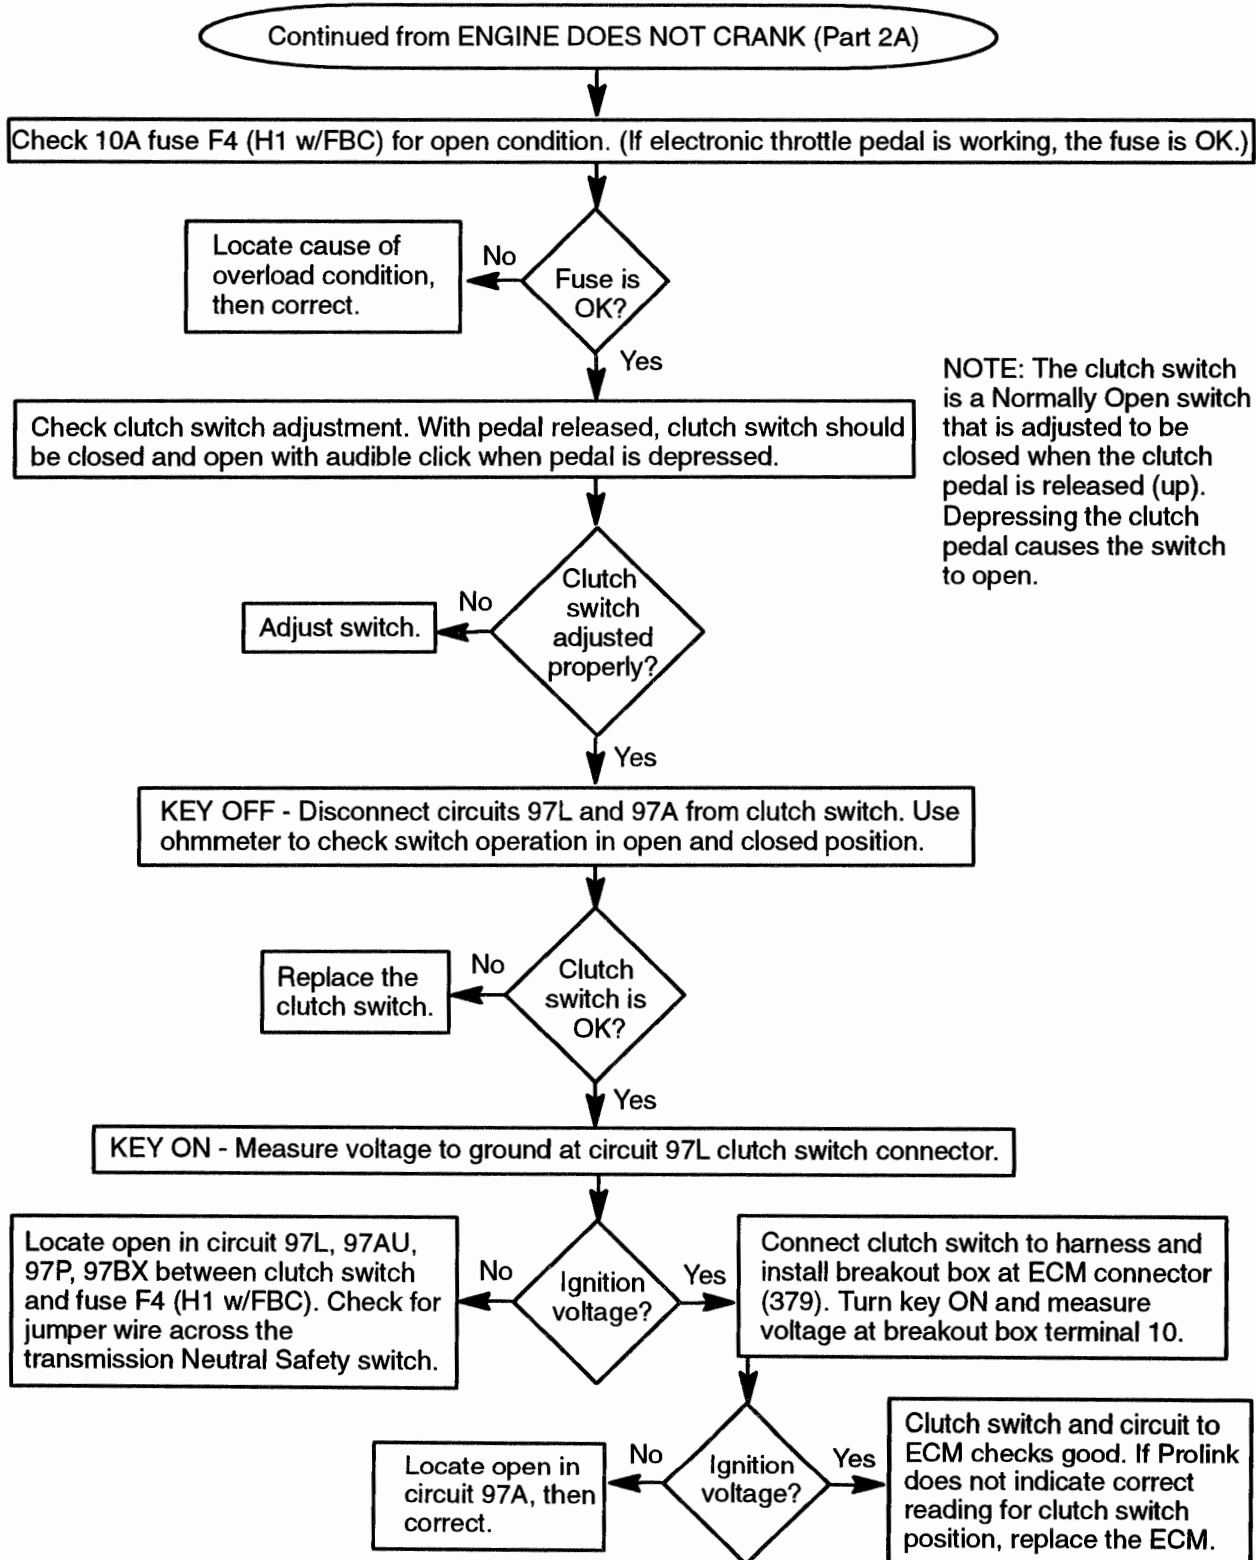 Continued from ENGINE DOES NOT CRANK (Part 2A)
Check 10A fuse F4 (H1 w/FBC) for open condition. (If electronic throttle pedal is working, the fuse is OK.)
Locate cause of
overload condition,
then correct.
No
Fuse is
OK?
Yes
NOTE: The clutch switch
is a Normally Open switch
that is adjusted to be
closed when the clutch
pedal is released (up).
Depressing the clutch
pedal causes the switch
to open.
Check clutch switch adjustment. With pedal released, clutch switch should
be closed and open with audible click when pedal is depressed.
Adjust switch.
No
Clutch
switch
adjusted
properly?
Yes
KEY OFF - Disconnect circuits 97L and 97A from clutch switch. Use
ohmmeter to check switch operation in open and closed position.
Replace the
clutch switch.
No
Clutch
switch is
OK?
Yes
KEY ON - Measure voltage to ground at circuit 97L clutch switch connector.
Locate open in circuit 97L, 97AU,
97P, 97BX between clutch switch
and fuse F4 (H1 w/FBC). Check for
jumper wire across the
transmission Neutral Safety switch.
No
Ignition
voltage?
Yes
Connect clutch switch to harness and
install breakout box at ECM connector
(379). Turn key ON and measure
voltage at breakout box terminal 10.
Locate open in
circuit 97A, then
correct.
No
Ignition
voltage?
Yes
Clutch switch and circuit to
ECM checks good. If Prolink
does not indicate correct
reading for clutch switch
position, replace the ECM.